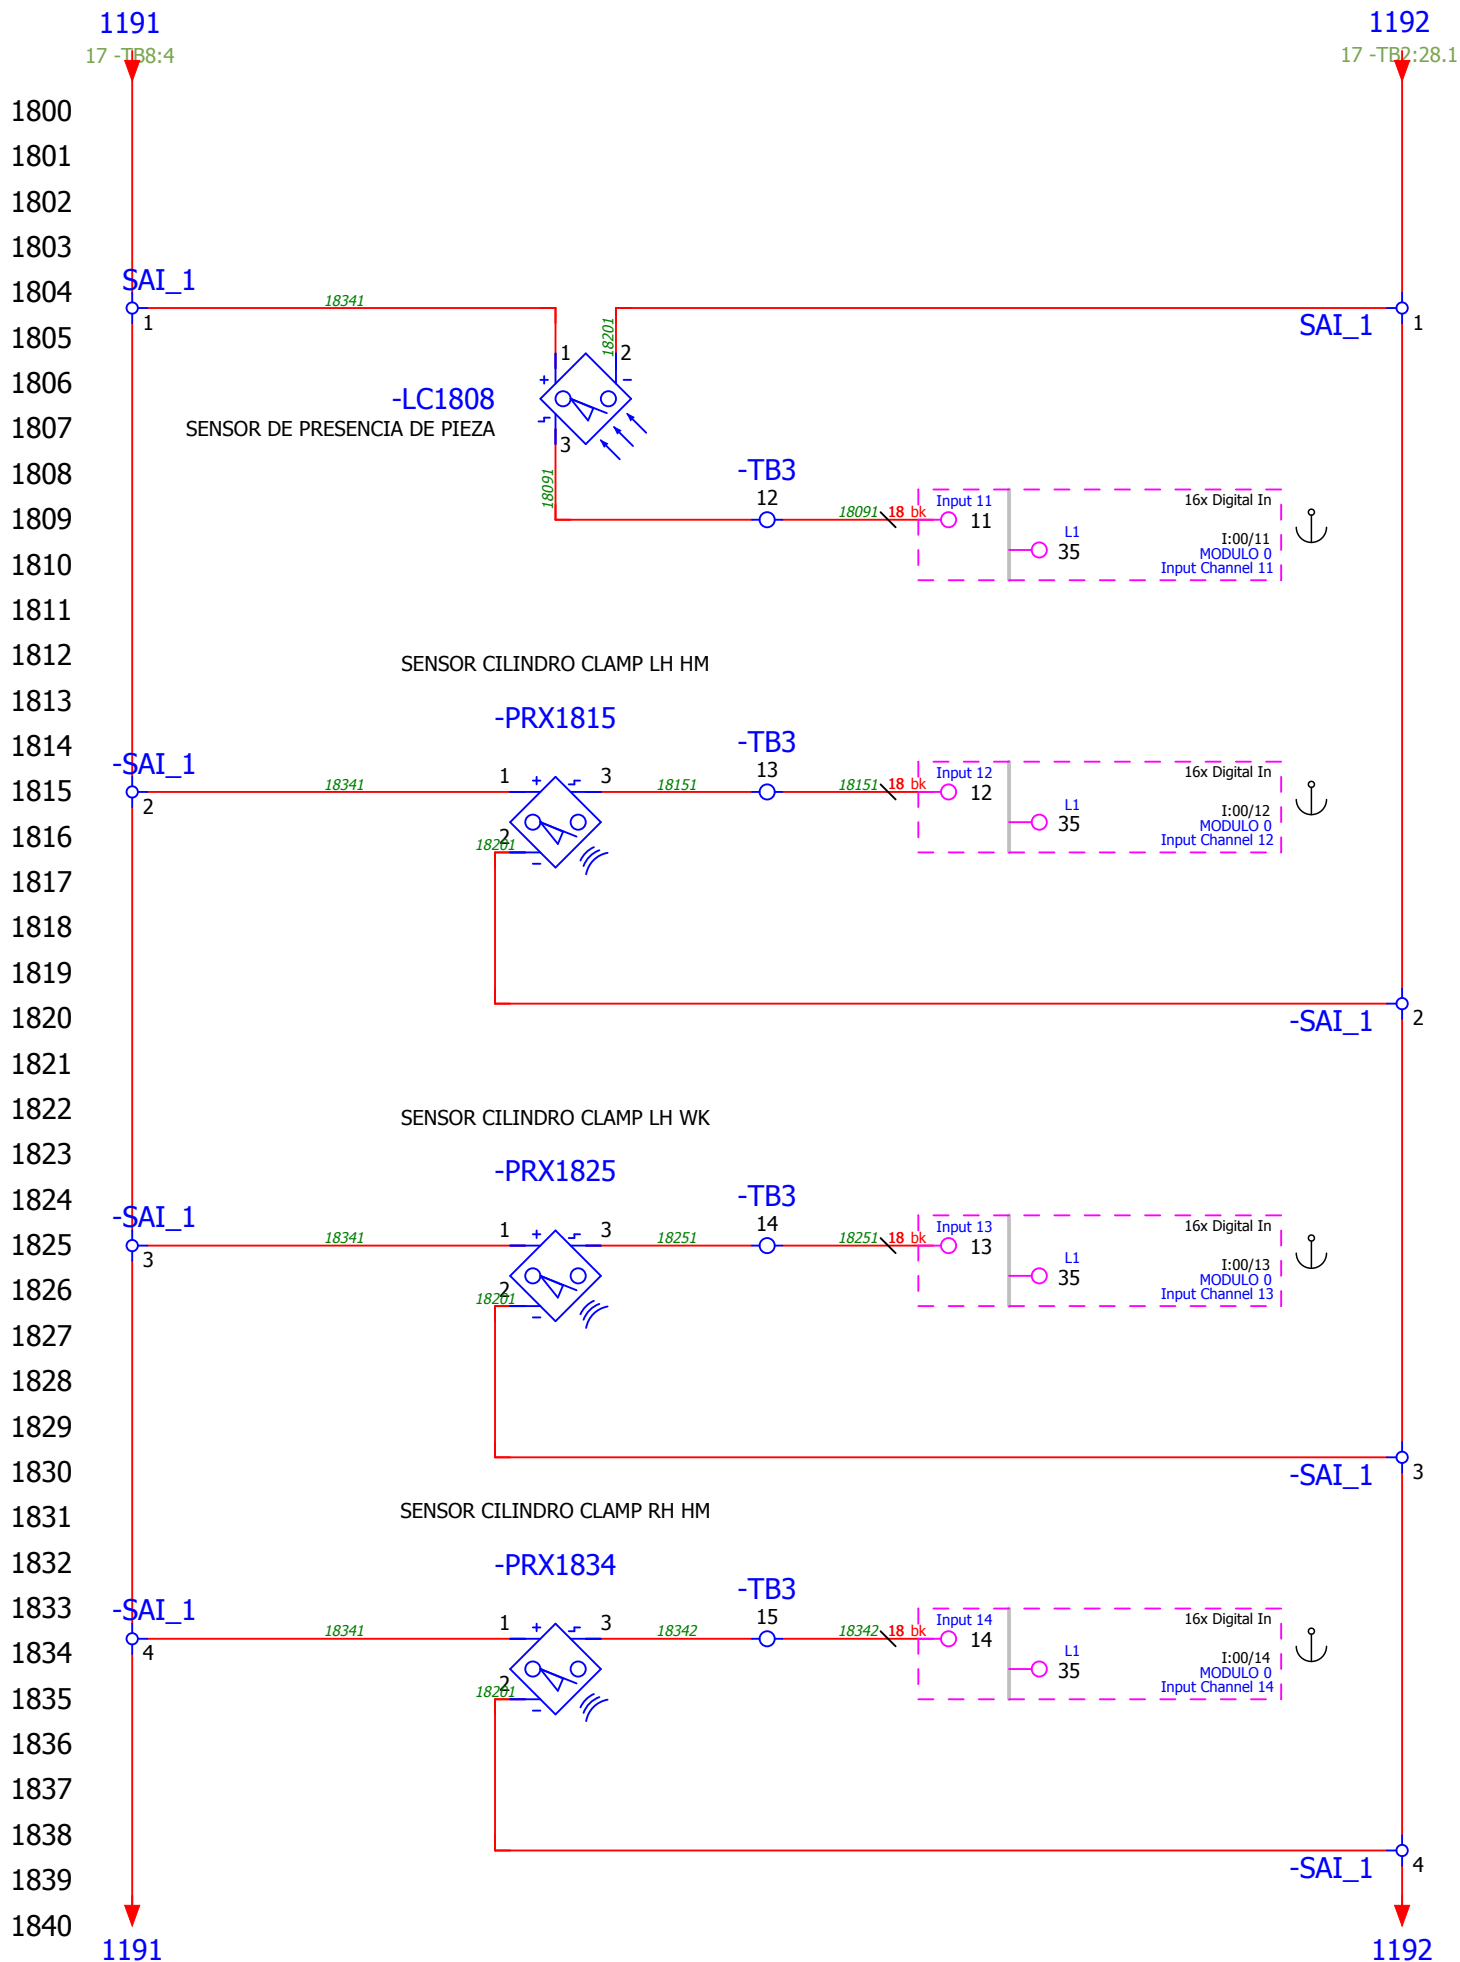 1191
1192
17 -TB8:4
17 -TB2:28.1
1800
1801
1802
1803
1804
SAI_1
18341
1
1805
18201
SAI_1
1
1
2
+
-
1806
-LC1808
1807
SENSOR DE PRESENCIA DE PIEZA
3
1808
18091
-TB3
12
1809
18091
18 bk
Input 11
11
16x Digital In
L1
35
I:00/11
MODULO 0
Input Channel 11
1810
1811
1812
SENSOR CILINDRO CLAMP LH HM
1813
-PRX1815
1814
-SAI_1
-TB3
1815
2
18341
1
+
3
18151
13
18151
18 bk
Input 12
12
16x Digital In
L1
35
I:00/12
MODULO 0
Input Channel 12
1816
2
18201
-
1817
1818
1819
1820
-SAI_1
2
1821
1822
SENSOR CILINDRO CLAMP LH WK
1823
-PRX1825
1824
-SAI_1
-TB3
1825
3
18341
1
+
3
18251
14
18251
18 bk
Input 13
13
16x Digital In
L1
35
I:00/13
MODULO 0
Input Channel 13
1826
2
18201
-
1827
1828
1829
1830
-SAI_1
3
1831
SENSOR CILINDRO CLAMP RH HM
1832
-PRX1834
1833
-SAI_1
-TB3
1834
4
18341
1
+
3
18342
15
18342
18 bk
Input 14
14
16x Digital In
L1
35
I:00/14
MODULO 0
Input Channel 14
1835
2
18201
-
1836
1837
1838
1839
-SAI_1
4
1840
1191
1192